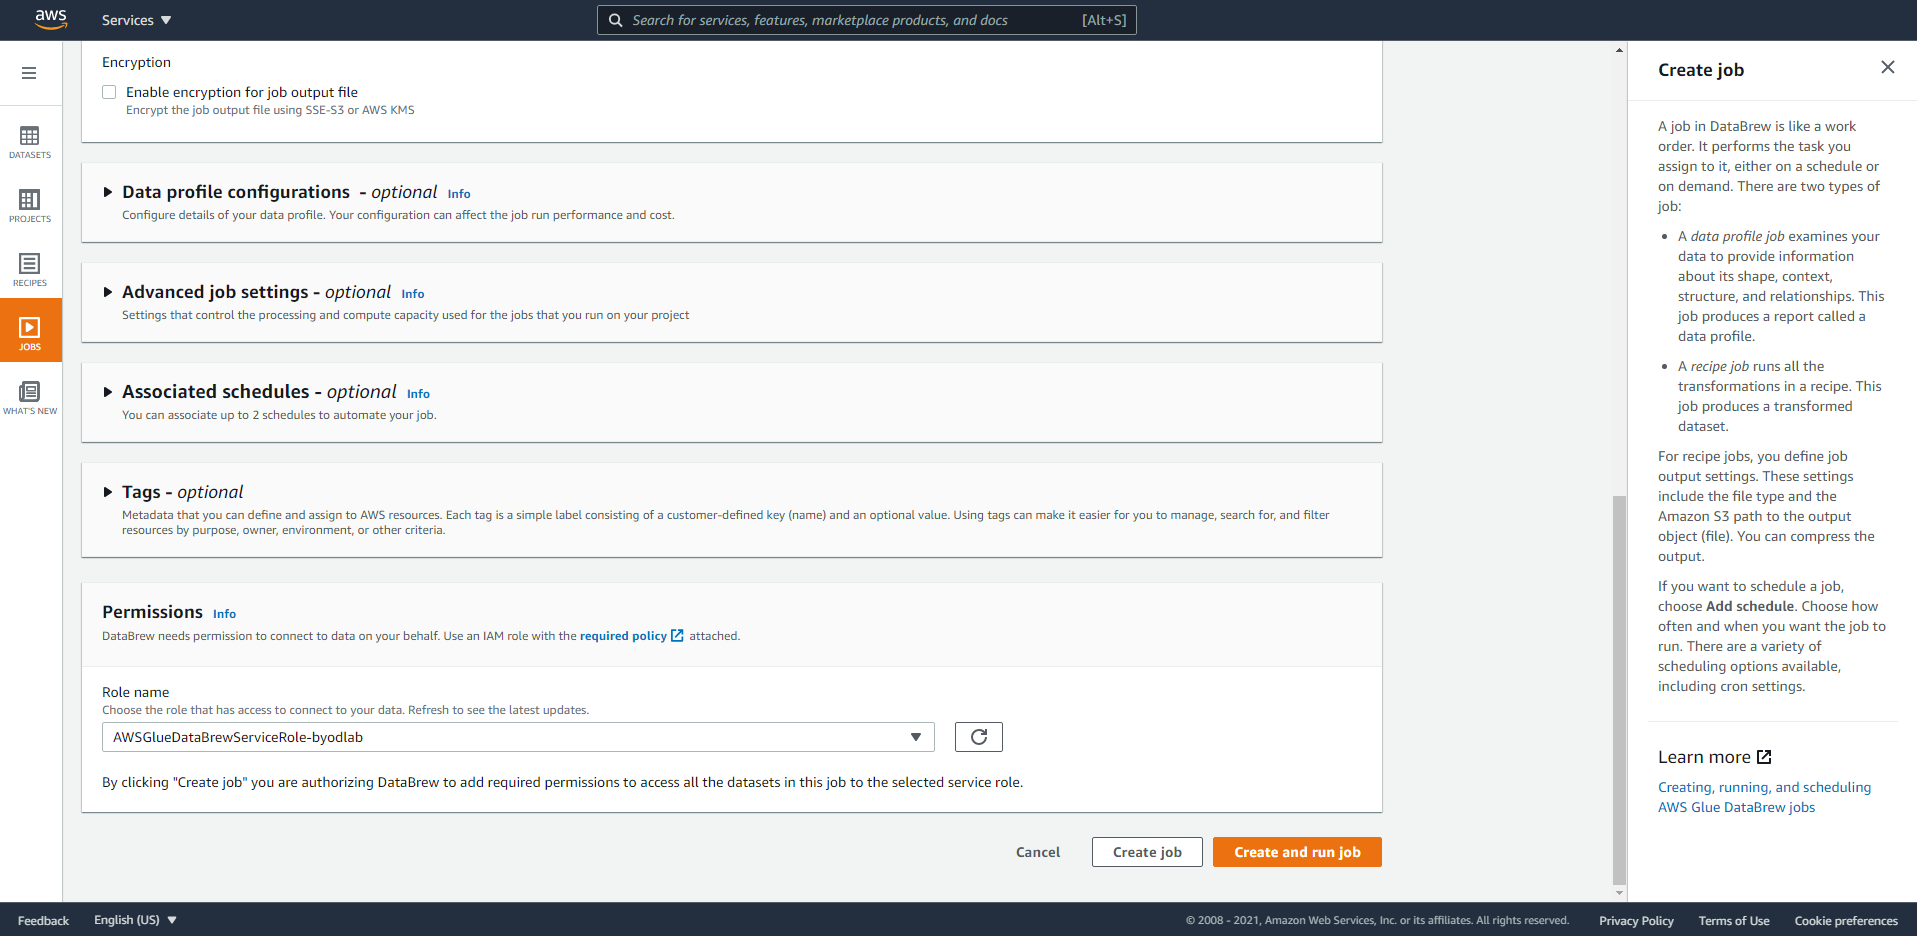 aws
Services
Search for services, features, marketplace products, and docs
[Alt+S]
DATASETS
PROJECTS
RECIPES
JOBS
WHAT'S NEW
Encryption
Enable encryption for job output file
Encrypt the job output file using SSE-S3 or AWS KMS
Data profile configurations - optional Info
Configure details of your data profile. Your configuration can affect the job run performance and cost.
Advanced job settings - optional Info
Settings that control the processing and compute capacity used for the jobs that you run on your project
Associated schedules - optional Info
You can associate up to 2 schedules to automate your job.
Tags - optional
Metadata that you can define and assign to AWS resources. Each tag is a simple label consisting of a customer-defined key (name) and an optional value. Using tags can make it easier for you to manage, search for, and filter
resources by purpose, owner, environment, or other criteria.
Permissions Info
DataBrew needs permission to connect to data on your behalf. Use an IAM role with the required policy attached.
Role name
Choose the role that has access to connect to your data. Refresh to see the latest updates.
AWSGlueDataBrewServiceRole-byodlab
By clicking "Create job" you are authorizing DataBrew to add required permissions to access all the datasets in this job to the selected service role.
Cancel
Create job
Create and run job
Create job
A job in DataBrew is like a work
order. It performs the task you
assign to it, either on a schedule or
on demand. There are two types of
job:
• A data profile job examines your
data to provide information
about its shape, context,
structure, and relationships. This
job produces a report called a
data profile.
• A recipe job runs all the
transformations in a recipe. This
job produces a transformed
dataset.
For recipe jobs, you define job
output settings. These settings
include the file type and the
Amazon S3 path to the output
object (file). You can compress the
output.
If you want to schedule a job,
choose Add schedule. Choose how
often and when you want the job to
run. There are a variety of
scheduling options available,
including cron settings.
Learn more
Creating, running, and scheduling
AWS Glue DataBrew jobs
Feedback
English (US)
© 2008 - 2021, Amazon Web Services, Inc. or its affiliates. All rights reserved.
Privacy Policy
Terms of Use
Cookie preferences